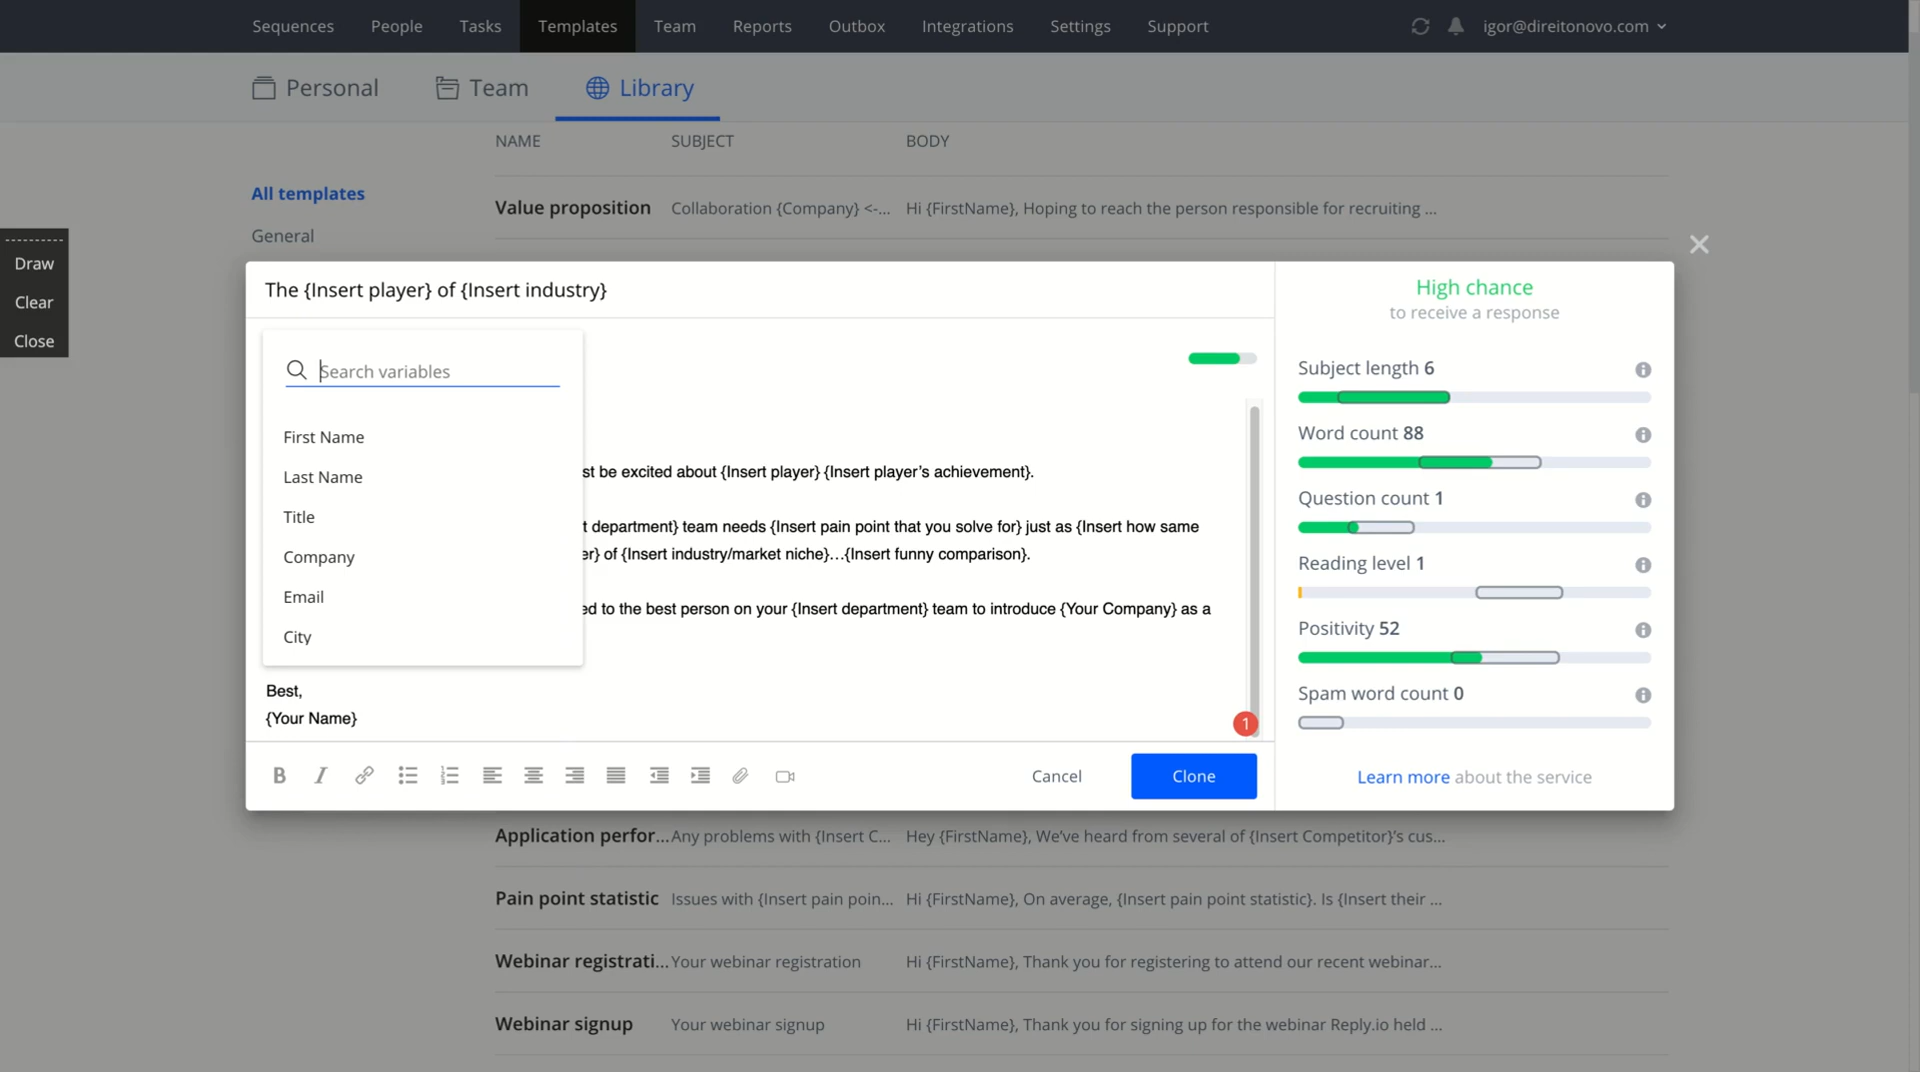 Sequences People Tasks Templates Team Reports Outbox Integrations Settings Support igor@direitonovo.com
Personal Team Library
NAME SUBJECT BODY
All templates
Value proposition Collaboration {Company} <-... Hi {FirstName}, Hoping to reach the person responsible for recruiting ...
General
Draw
Clear
Close
The {Insert player} of {Insert industry}
Search variables
First Name
Last Name
Title
Company
Email
City
st be excited about {Insert player} {Insert player’s achievement}.
t department} team needs {Insert pain point that you solve for} just as {Insert how same
er} of {Insert industry/market niche}…{Insert funny comparison}.
ed to the best person on your {Insert department} team to introduce {Your Company} as a
Best,
{Your Name}
1
Cancel Clone
High chance
to receive a response
Subject length 6
Word count 88
Question count 1
Reading level 1
Positivity 52
Spam word count 0
Learn more about the service
Application perfor... Any problems with {Insert C... Hey {FirstName}, We’ve heard from several of {Insert Competitor}’s cus...
Pain point statistic Issues with {Insert pain poin... Hi {FirstName}, On average, {Insert pain point statistic}. Is {Insert their ...
Webinar registrati... Your webinar registration Hi {FirstName}, Thank you for registering to attend our recent webinar...
Webinar signup Your webinar signup Hi {FirstName}, Thank you for signing up for the webinar Reply.io held ...